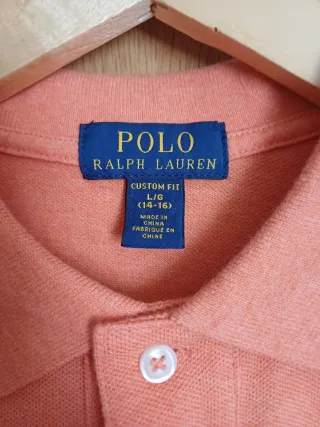 POLO
RALPH LAUREN
CUSTOM FIT
L/G
(14-16)
MADE IN
CHINA
FABRIQUÉ EN
CHINE